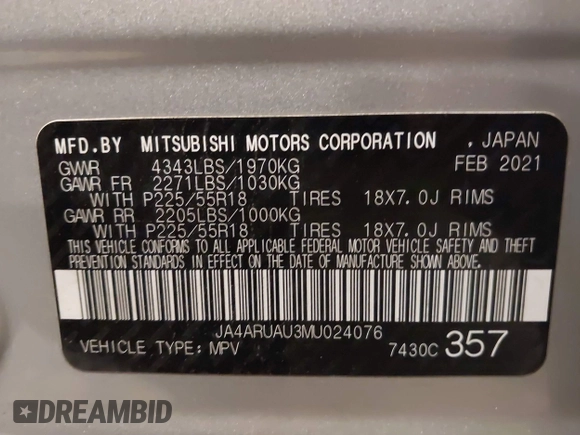 MFD.BY MITSUBISHI MOTORS CORPORATION , JAPAN
GVWR 4343LBS/1970KG FEB 2021
GAWR FR 2271LBS/1030KG
WITH P225/55R18 TIRES 18X7.0J RIMS
GAWR RR 2205LBS/1000KG
WITH P225/55R18 TIRES 18X7.0J RIMS
THIS VEHICLE CONFORMS TO ALL APPLICABLE FEDERAL MOTOR VEHICLE SAFETY AND THEFT
PREVENTION STANDARDS IN EFFECT ON THE DATE OF MANUFACTURE SHOWN ABOVE.
JA4ARUAU3MU024076
VEHICLE TYPE: MPV 7430C 357
DREAMBID